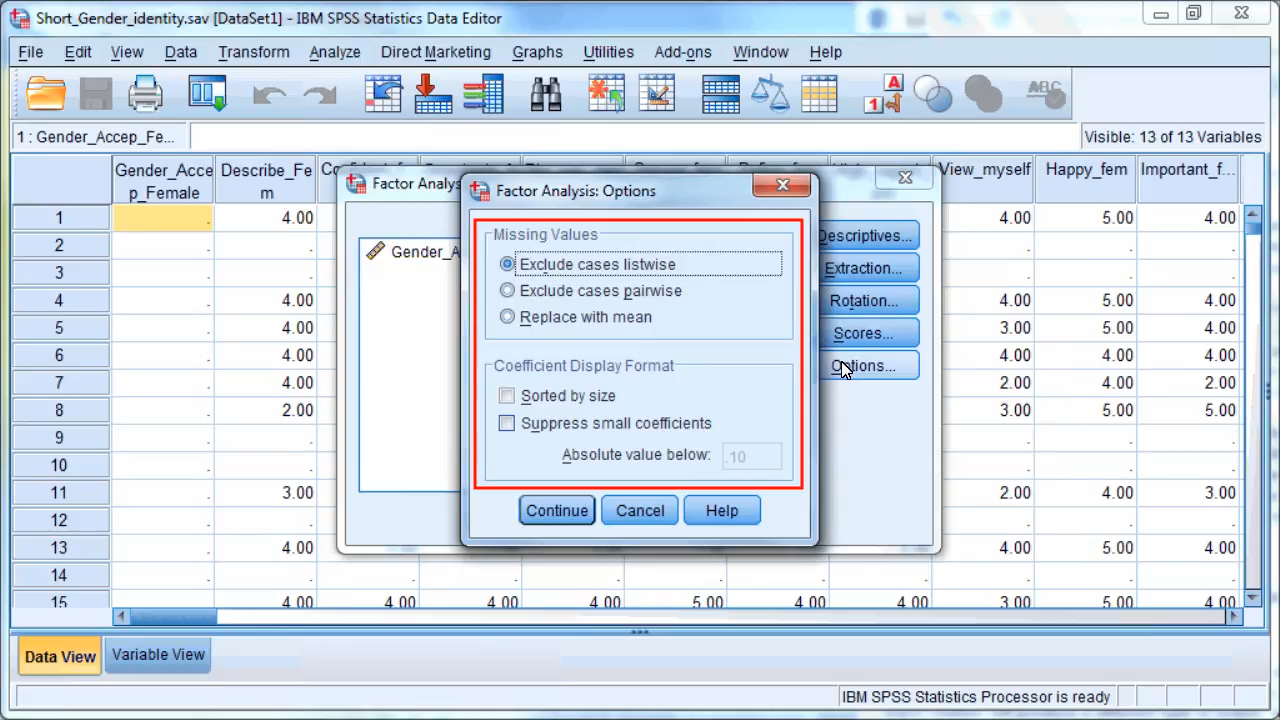 Short_Gender_identity.sav [DataSet1] - IBM SPSS Statistics Data Editor
File Edit View Data Transform Analyze Direct Marketing Graphs Utilities Add-ons Window Help
1 A
ABC
1 : Gender_Accep_Fe... Visible: 13 of 13 Variables
Gender_Acce
p_Female
Describe_Fe
m
View_myself Happy_fem Important_f...
1 . 4.00 4.00 5.00 4.00
2 . . . . .
3 . . . . .
4 . 4.00 4.00 5.00 4.00
5 . 4.00 3.00 5.00 4.00
6 . 4.00 4.00 4.00 4.00
7 . 4.00 2.00 4.00 2.00
8 . 2.00 3.00 5.00 5.00
9 . . . . .
10 . . . . .
11 . 3.00 2.00 4.00 3.00
12 . . . . .
13 . 4.00 4.00 5.00 4.00
14 . . . . . . . . . . .
15 . 4.00 4.00 4.00 4.00 5.00 4.00 4.00 3.00 5.00 4.00
Factor Analys
Gender_A
Descriptives...
Extraction...
Rotation...
Scores...
Options...
Factor Analysis: Options
Missing Values
Exclude cases listwise
Exclude cases pairwise
Replace with mean
Coefficient Display Format
Sorted by size
Suppress small coefficients
Absolute value below: .10
Continue Cancel Help
Data View Variable View
IBM SPSS Statistics Processor is ready